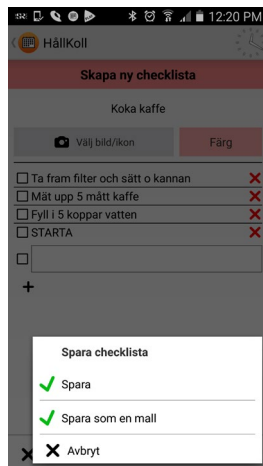 12:20 PM
HållKoll
Skapa ny checklista
Koka kaffe
Välj bild/ikon
Färg
Ta fram filter och sätt o kannan
Mät upp 5 mått kaffe
Fyll i 5 koppar vatten
STARTA
Spara checklista
Spara
Spara som en mall
Avbryt